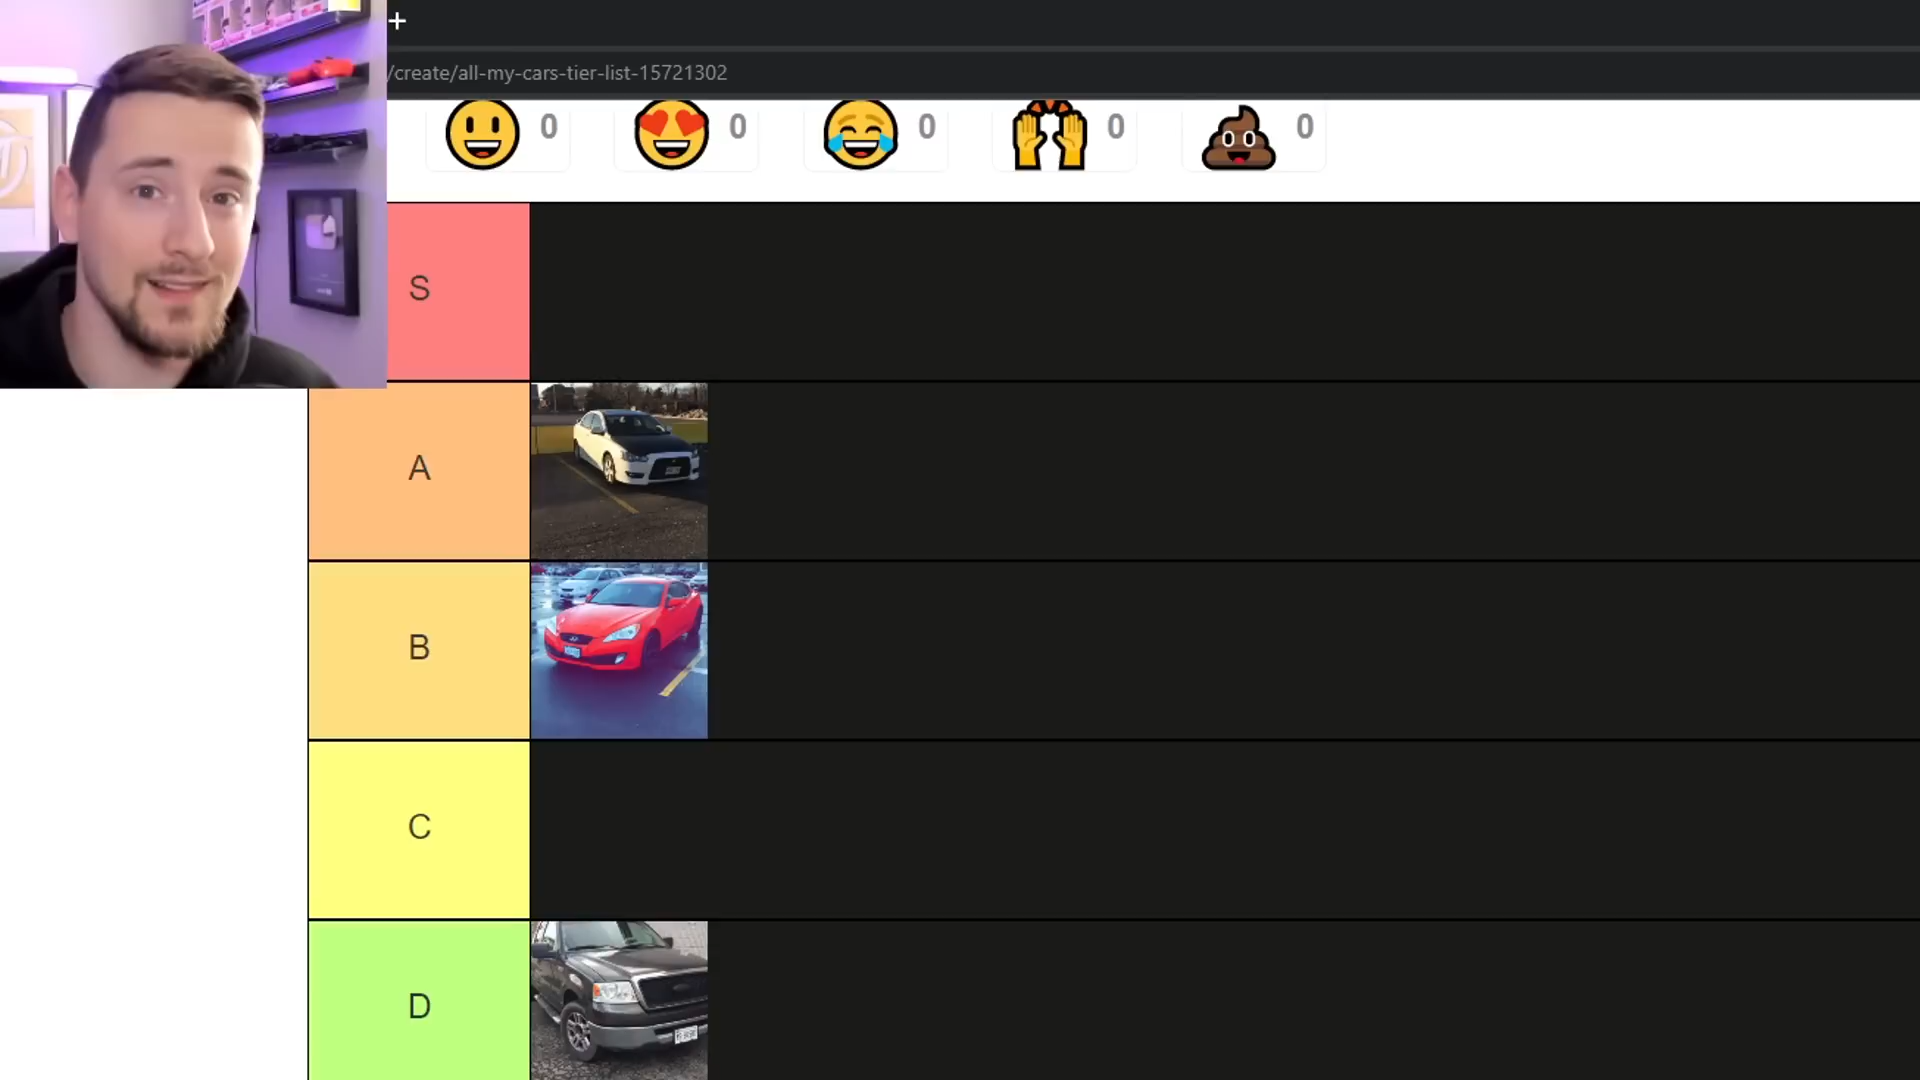 +
/create/all-my-cars-tier-list-15721302
0 0 0 0 0
S
A
B
C
D